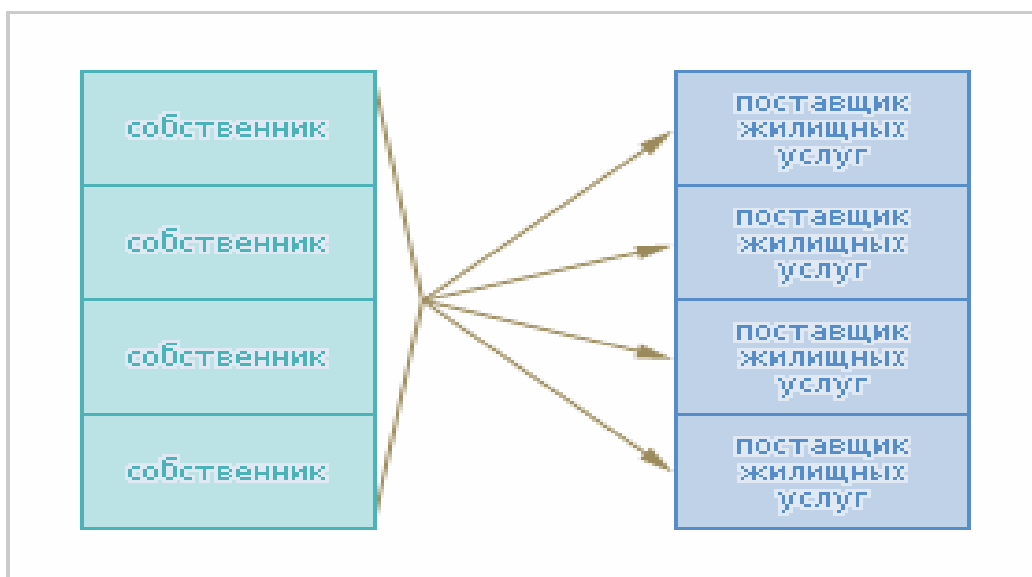 собственник
собственник
собственник
собственник
поставщик
жилищных
услуг
поставщик
жилищных
услуг
поставщик
жилищных
услуг
поставщик
жилищных
услуг